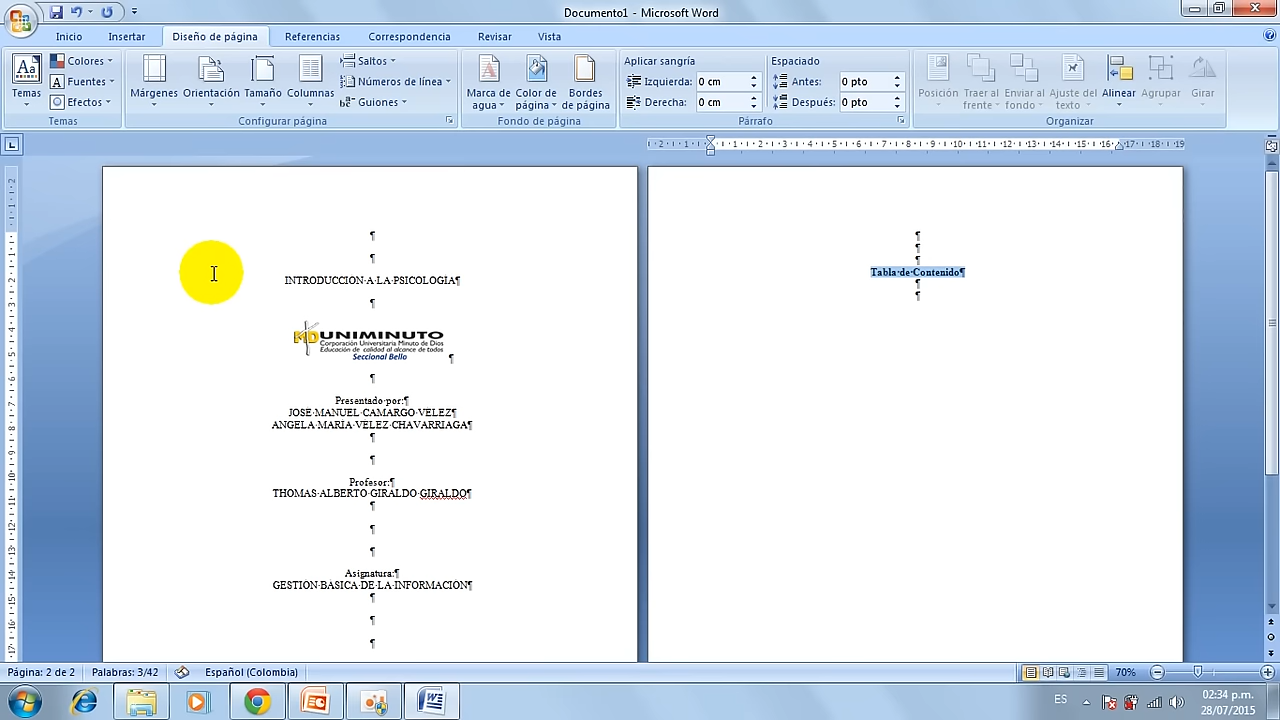 Documento1 - Microsoft Word
Inicio Insertar Diseño de página Referencias Correspondencia Revisar Vista
Temas
Colores
Fuentes
Efectos
Temas
Márgenes Orientación Tamaño Columnas
Saltos
Números de línea
Guiones
Configurar página
Marca de agua
Color de página
Bordes de página
Fondo de página
Aplicar sangría
Izquierda: 0 cm
Derecha: 0 cm
Espaciado
Antes: 0 pto
Después: 0 pto
Párrafo
Posición
Traer al frente
Enviar al fondo
Ajuste del texto
Alinear
Agrupar
Girar
Organizar
INTRODUCCION·A·LA·PSICOLOGIA¶
MD UNIMINUTO
Corporación Universitaria Minuto de Dios
Educación de calidad al alcance de todos
Seccional Bello
Presentado·por:¶
JOSE·MANUEL·CAMARGO·VELEZ¶
ANGELA·MARIA·VELEZ·CHAVARRIAGA¶
Profesor:¶
THOMAS·ALBERTO·GIRALDO·GIRALDO¶
Asignatura:¶
GESTION·BASICA·DE·LA·INFORMACION¶
Tabla·de·Contenido¶
Página: 2 de 2 Palabras: 3/42 Español (Colombia) 70%
ES
02:34 p.m.
28/07/2015